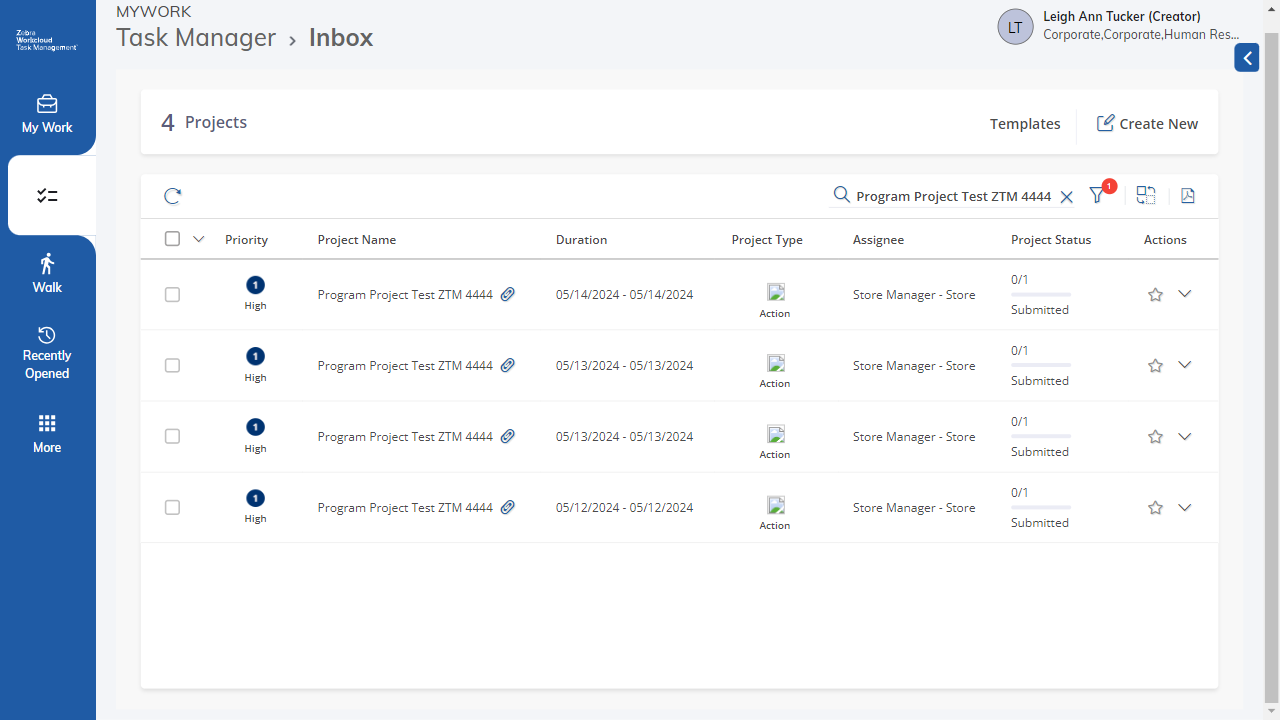 MYWORK
Task Manager › Inbox
LT
Leigh Ann Tucker (Creator)
Corporate,Corporate,Human Res...
Zebra
Workcloud
Task Management
My Work
Walk
Recently
Opened
More
4 Projects
Templates
Create New
Program Project Test ZTM 4444
1
Priority Project Name Duration Project Type Assignee Project Status Actions
1 High Program Project Test ZTM 4444 05/14/2024 - 05/14/2024 Action Store Manager - Store 0/1 Submitted
1 High Program Project Test ZTM 4444 05/13/2024 - 05/13/2024 Action Store Manager - Store 0/1 Submitted
1 High Program Project Test ZTM 4444 05/13/2024 - 05/13/2024 Action Store Manager - Store 0/1 Submitted
1 High Program Project Test ZTM 4444 05/12/2024 - 05/12/2024 Action Store Manager - Store 0/1 Submitted